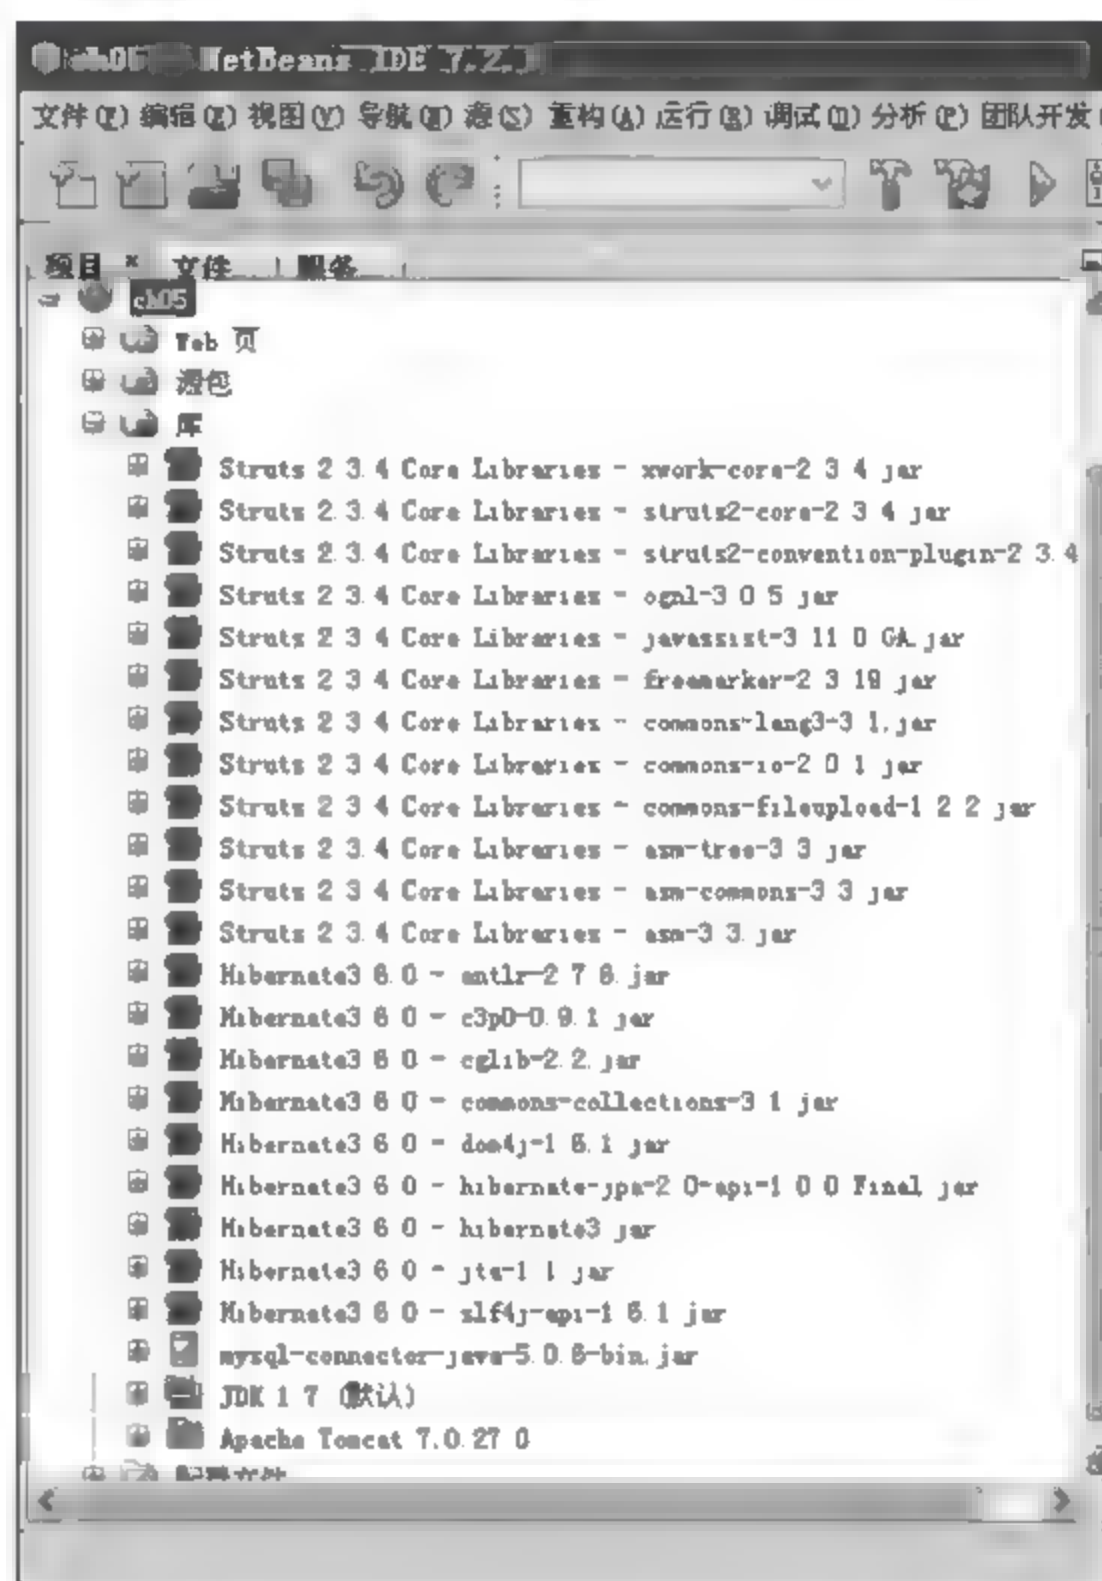 ch05 NetBeans IDE 7.2.1
文件(F) 编辑(E) 视图(V) 导航(N) 源(S) 重构(A) 运行(R) 调试(D) 分析(P) 团队开发(
项目 × 文件 服务
ch05
Web 页
源包
库
Struts 2.3.4 Core Libraries - xwork-core-2.3.4.jar
Struts 2.3.4 Core Libraries - struts2-core-2.3.4.jar
Struts 2.3.4 Core Libraries - struts2-convention-plugin-2.3.4
Struts 2.3.4 Core Libraries - ognl-3.0.5.jar
Struts 2.3.4 Core Libraries - javassist-3.11.0.GA.jar
Struts 2.3.4 Core Libraries - freemarker-2.3.19.jar
Struts 2.3.4 Core Libraries - commons-lang3-3.1.jar
Struts 2.3.4 Core Libraries - commons-io-2.0.1.jar
Struts 2.3.4 Core Libraries - commons-fileupload-1.2.2.jar
Struts 2.3.4 Core Libraries - asm-tree-3.3.jar
Struts 2.3.4 Core Libraries - asm-commons-3.3.jar
Struts 2.3.4 Core Libraries - asm-3.3.jar
Hibernate3.6.0 - antlr-2.7.6.jar
Hibernate3.6.0 - c3p0-0.9.1.jar
Hibernate3.6.0 - cglib-2.2.jar
Hibernate3.6.0 - commons-collections-3.1.jar
Hibernate3.6.0 - dom4j-1.6.1.jar
Hibernate3.6.0 - hibernate-jpa-2.0-api-1.0.0.Final.jar
Hibernate3.6.0 - hibernate3.jar
Hibernate3.6.0 - jta-1.1.jar
Hibernate3.6.0 - slf4j-api-1.6.1.jar
mysql-connector-java-5.0.6-bin.jar
JDK 1.7 (默认)
Apache Tomcat 7.0.27.0
配置文件